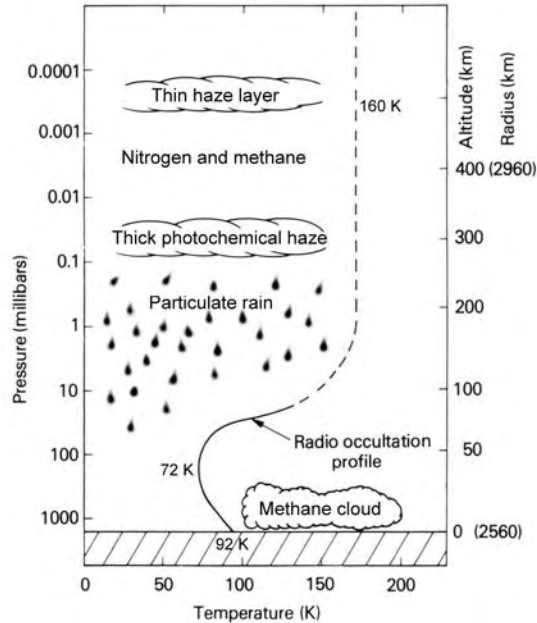 0.0001
Thin haze layer
160 K
0.001
Nitrogen and methane
400 (2960)
0.01
Thick photochemical haze
300
0.1
Particulate rain
200
1
10
100
Radio occultation
profile
100
50
72 K
Methane cloud
1000
0 (2560)
92 K
0 50 100 150 200
Temperature (K)
Pressure (millibars)
Altitude (km)
Radius (km)